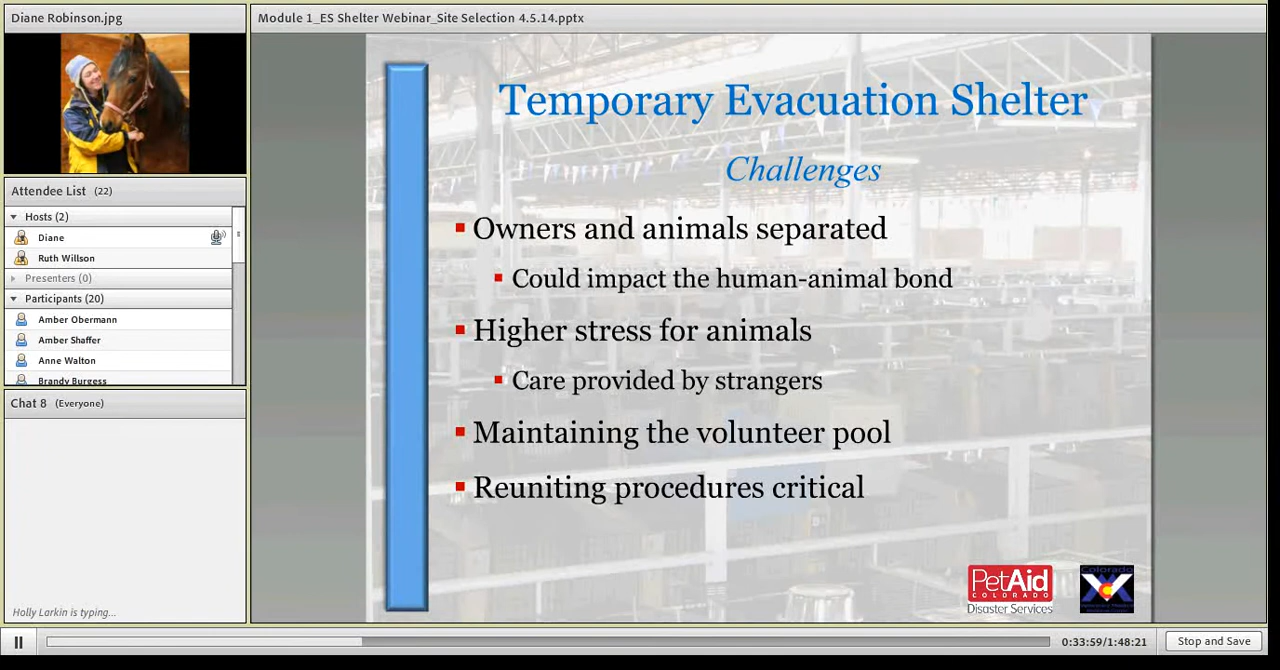 Diane Robinson.jpg
Attendee List (22)
Hosts (2)
Diane
Ruth Willson
Presenters (0)
Participants (20)
Amber Obermann
Amber Shaffer
Anne Walton
Brandy Burgess
Chat 8 (Everyone)
Holly Larkin is typing...
Module 1_ES Shelter Webinar_Site Selection 4.5.14.pptx
Temporary Evacuation Shelter
Challenges
Owners and animals separated
Could impact the human-animal bond
Higher stress for animals
Care provided by strangers
Maintaining the volunteer pool
Reuniting procedures critical
PetAid
COLORADO
Disaster Services
Colorado
0:33:59/1:48:21
Stop and Save